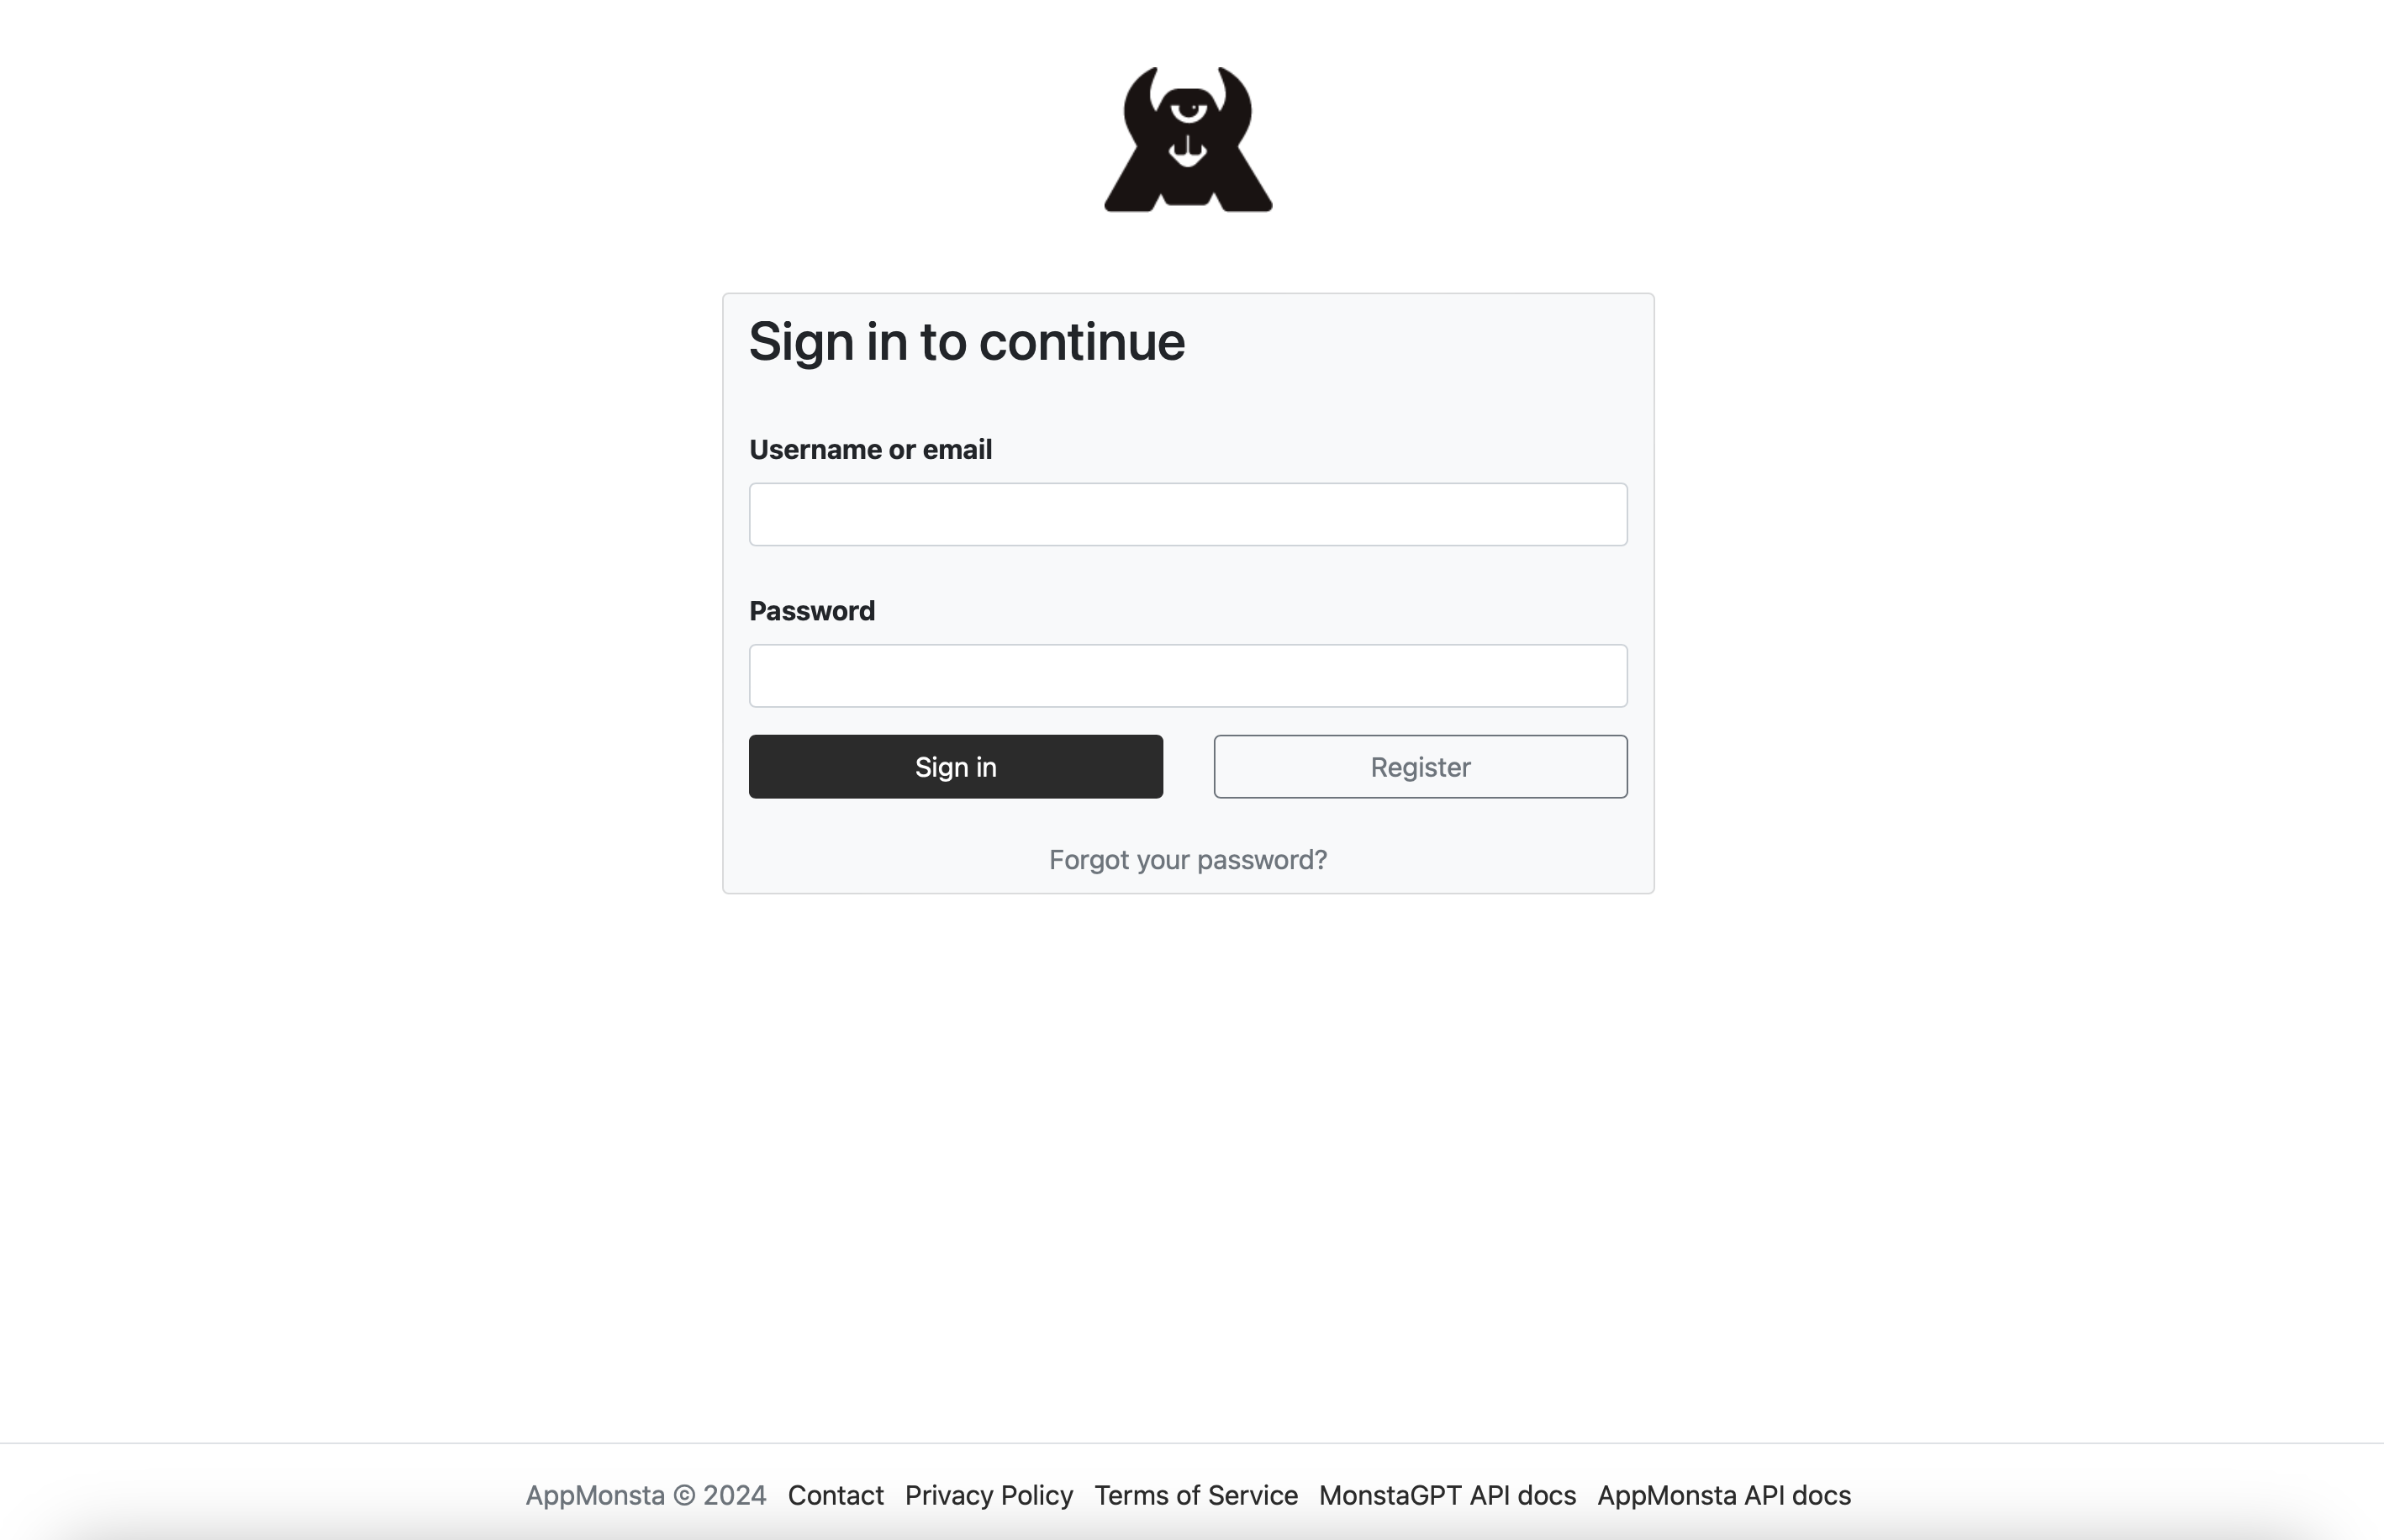 Sign in to continue
Username or email
Password
Sign in Register
Forgot your password?
AppMonsta © 2024 Contact Privacy Policy Terms of Service MonstaGPT API docs AppMonsta API docs